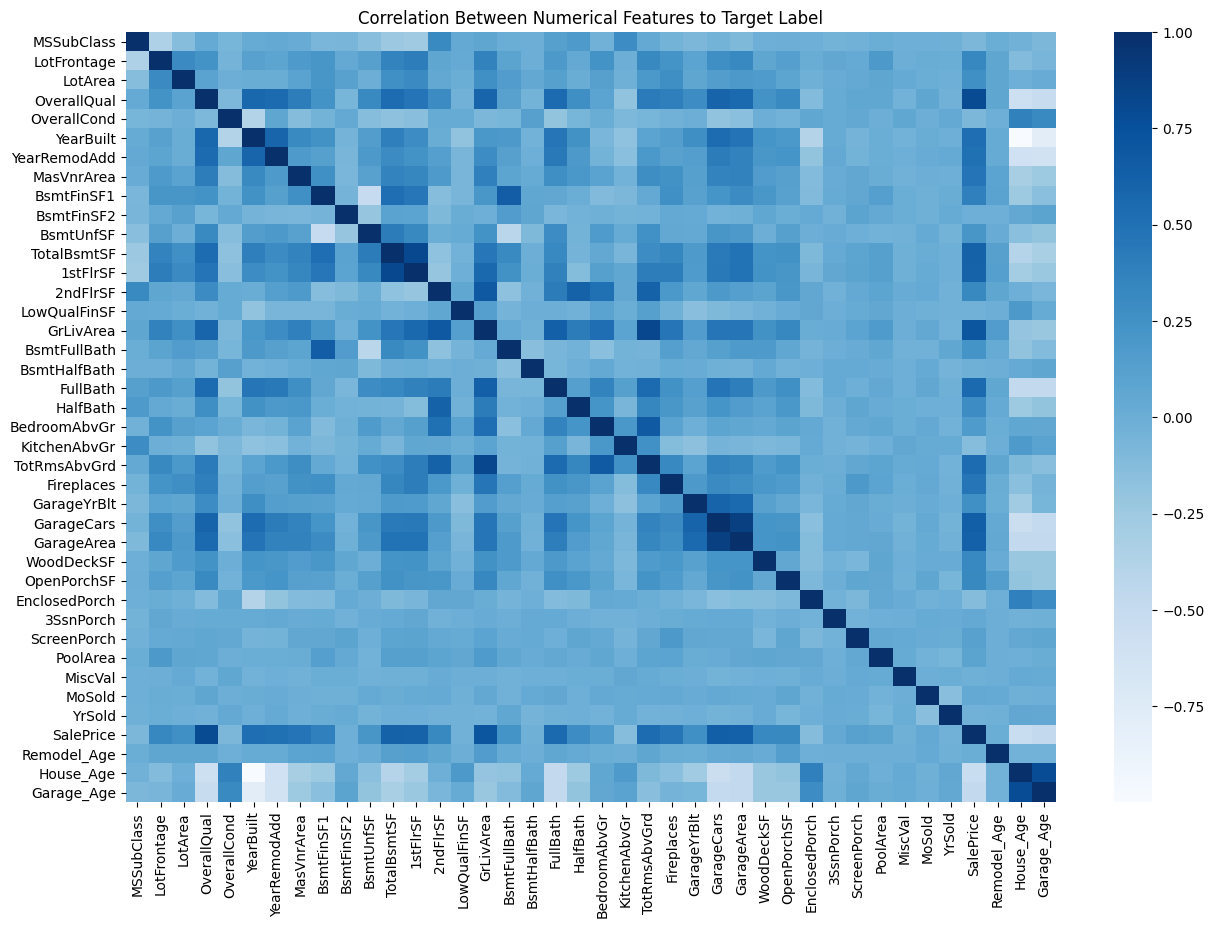 Correlation Between Numerical Features to Target Label
MSSubClass
LotFrontage
LotArea
OverallQual
OverallCond
YearBuilt
YearRemodAdd
MasVnrArea
BsmtFinSF1
BsmtFinSF2
BsmtUnfSF
TotalBsmtSF
1stFlrSF
2ndFlrSF
LowQualFinSF
GrLivArea
BsmtFullBath
BsmtHalfBath
FullBath
HalfBath
BedroomAbvGr
KitchenAbvGr
TotRmsAbvGrd
Fireplaces
GarageYrBlt
GarageCars
GarageArea
WoodDeckSF
OpenPorchSF
EnclosedPorch
3SsnPorch
ScreenPorch
PoolArea
MiscVal
MoSold
YrSold
SalePrice
Remodel_Age
House_Age
Garage_Age
MSSubClass
LotFrontage
LotArea
OverallQual
OverallCond
YearBuilt
YearRemodAdd
MasVnrArea
BsmtFinSF1
BsmtFinSF2
BsmtUnfSF
TotalBsmtSF
1stFlrSF
2ndFlrSF
LowQualFinSF
GrLivArea
BsmtFullBath
BsmtHalfBath
FullBath
HalfBath
BedroomAbvGr
KitchenAbvGr
TotRmsAbvGrd
Fireplaces
GarageYrBlt
GarageCars
GarageArea
WoodDeckSF
OpenPorchSF
EnclosedPorch
3SsnPorch
ScreenPorch
PoolArea
MiscVal
MoSold
YrSold
SalePrice
Remodel_Age
House_Age
Garage_Age
1.00
0.75
0.50
0.25
0.00
−0.25
−0.50
−0.75